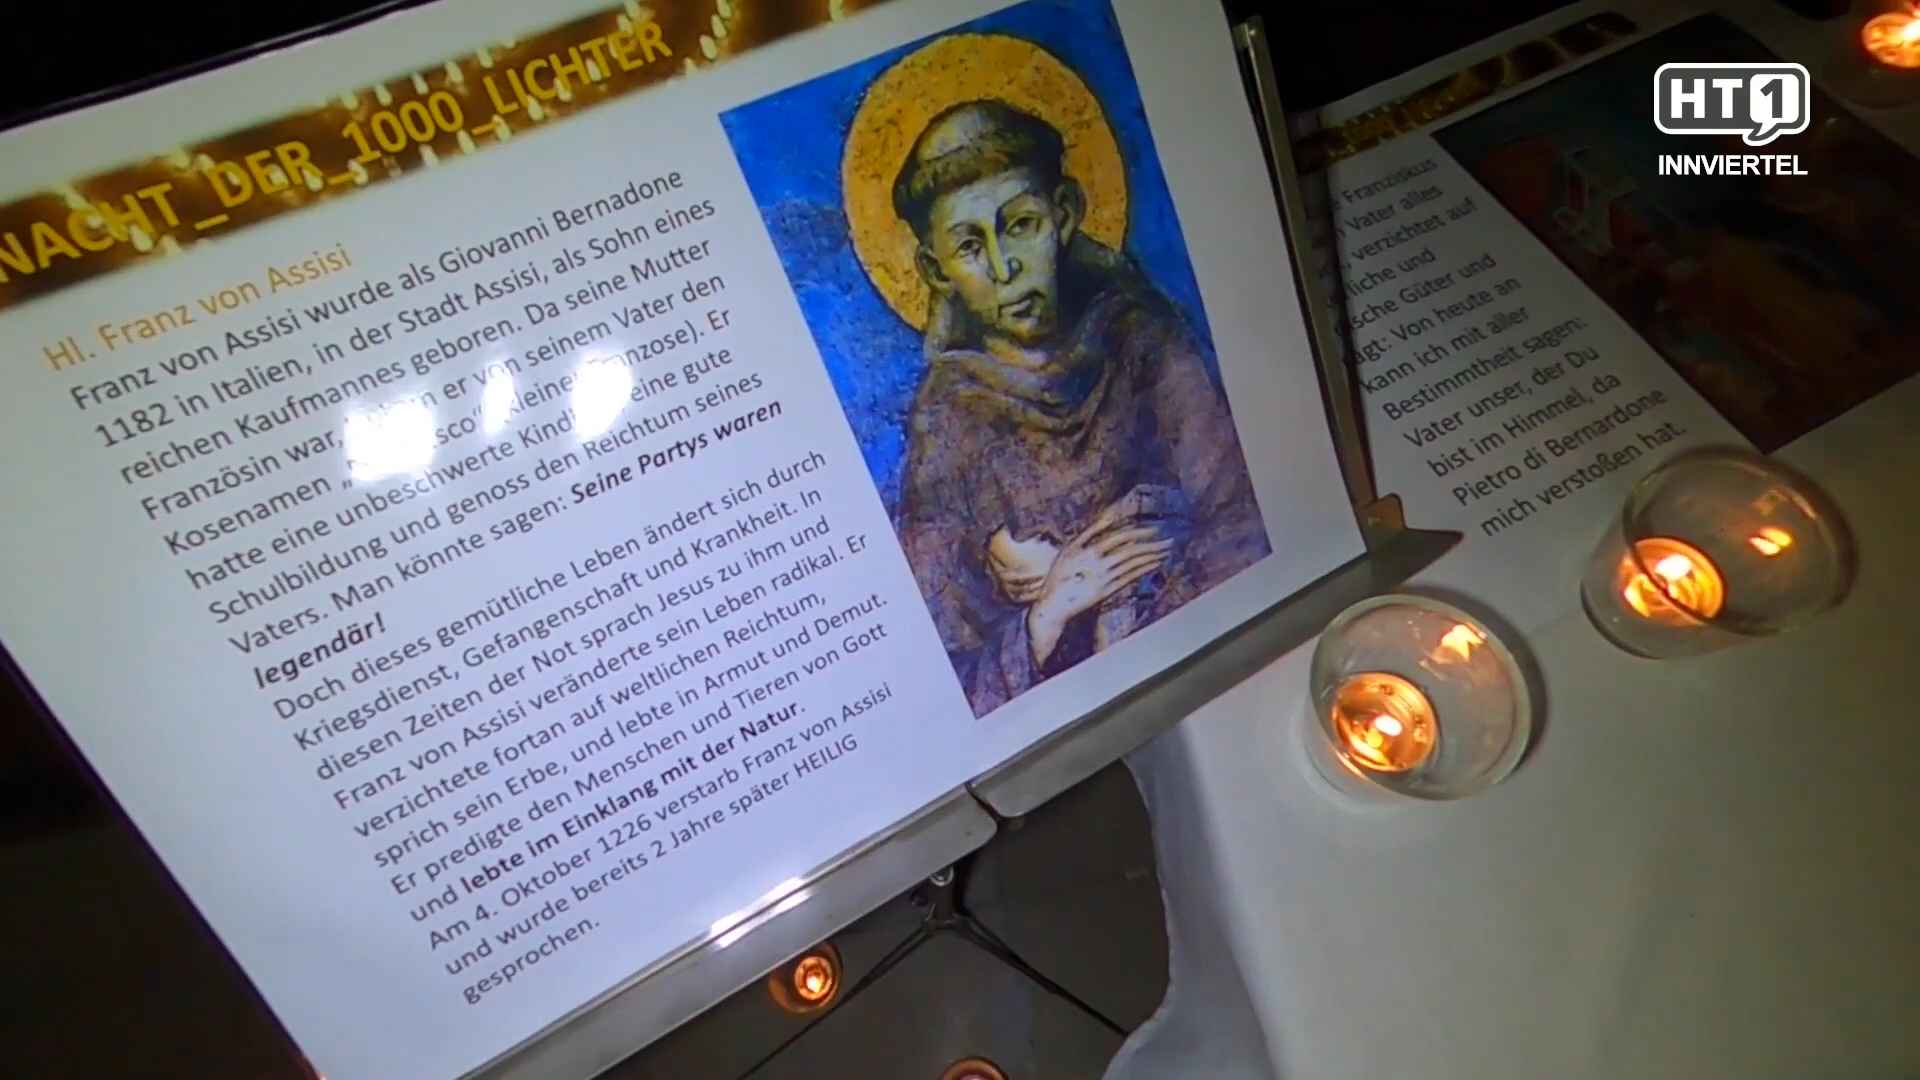 NACHT_DER_1000_LICHTER
Hl. Franz von Assisi
Franz von Assisi wurde als Giovanni Bernadone
1182 in Italien, in der Stadt Assisi, als Sohn eines
reichen Kaufmannes geboren. Da seine Mutter
Französin war, er von seinem Vater den
Kosenamen Er
hatte eine unbeschwerte eine gute
Schulbildung und genoss den Reichtum seines
Vaters. Man könnte sagen: Seine Partys waren
legendär!
Doch dieses gemütliche Leben ändert sich durch
Kriegsdienst, Gefangenschaft und Krankheit. In
diesen Zeiten der Not sprach Jesus zu ihm und
Franz von Assisi veränderte sein Leben radikal. Er
verzichtete fortan auf weltlichen Reichtum,
sprich sein Erbe, und lebte in Armut und Demut.
Er predigte den Menschen und Tieren von Gott
und lebte im Einklang mit der Natur.
Am 4. Oktober 1226 verstarb Franz von Assisi
und wurde bereits 2 Jahre später HEILIG
gesprochen.
Franziskus
Vater alles
verzichtet auf
und
Güter und
Von heute an
kann ich mit aller
Bestimmtheit sagen:
Vater unser, der Du
bist im Himmel, da
Pietro di Bernardone
mich verstoßen hat.
HT1
INNVIERTEL